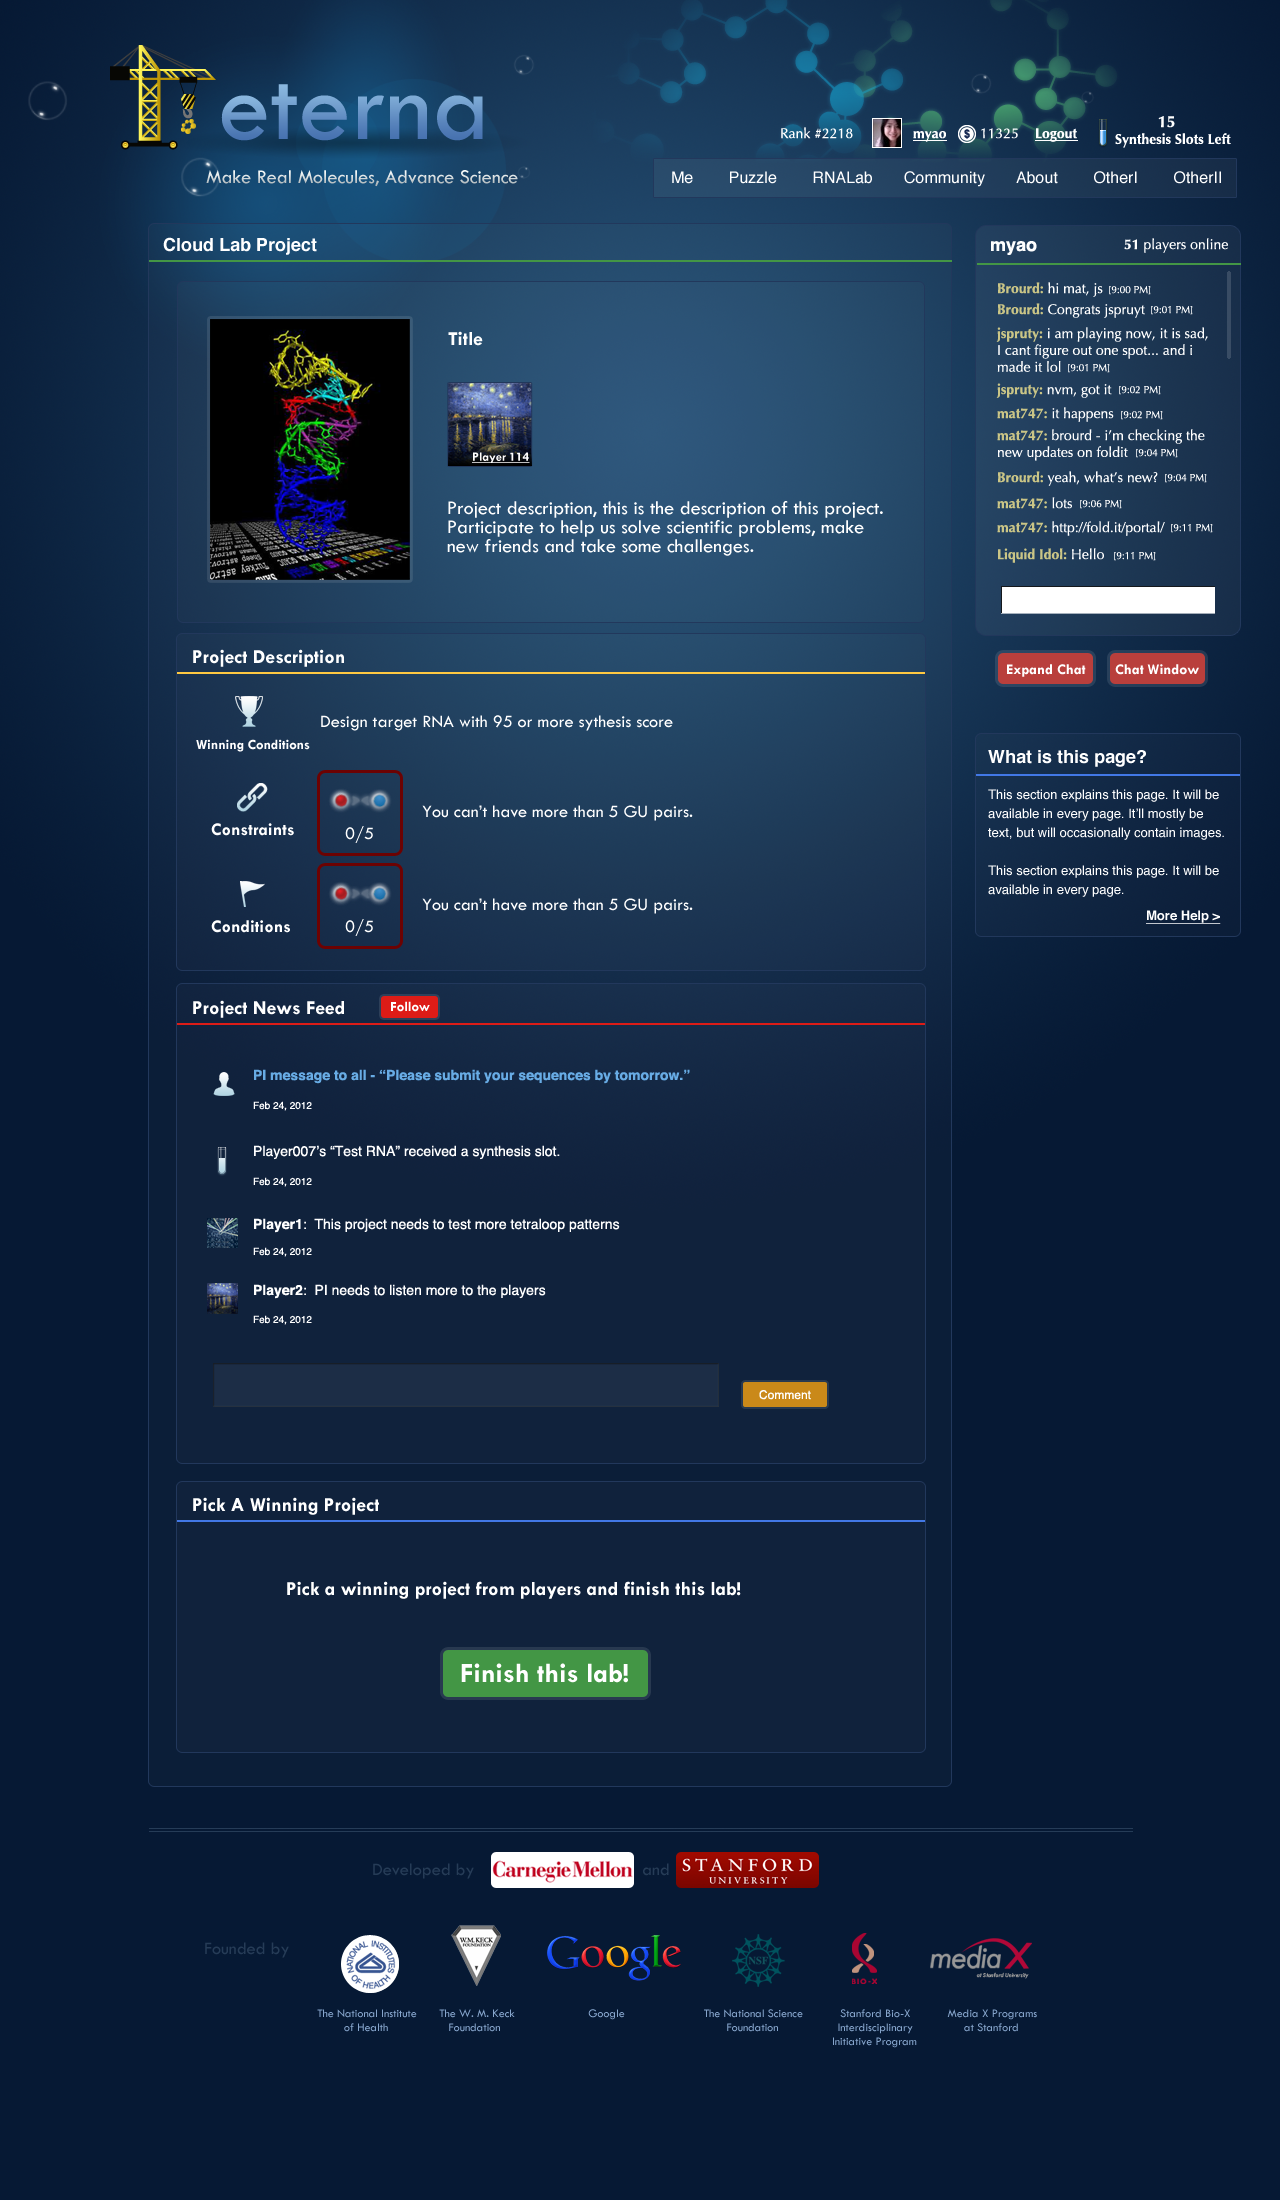 eterna
Make Real Molecules, Advance Science
Rank #2218
myao
11325
Logout
15
Synthesis Slots Left
Me
Puzzle
RNALab
Community
About
OtherI
OtherII
Cloud Lab Project
Title
Player 114
Project description, this is the description of this project.
Participate to help us solve scientific problems, make
new friends and take some challenges.
Project Description
Winning Conditions
Design target RNA with 95 or more sythesis score
Constraints
0/5
You can't have more than 5 GU pairs.
Conditions
0/5
You can't have more than 5 GU pairs.
Project News Feed
Follow
PI message to all - “Please submit your sequences by tomorrow.”
Feb 24, 2012
Player007's “Test RNA” received a synthesis slot.
Feb 24, 2012
Player1: This project needs to test more tetraloop patterns
Feb 24, 2012
Player2: PI needs to listen more to the players
Feb 24, 2012
Comment
Pick A Winning Project
Pick a winning project from players and finish this lab!
Finish this lab!
myao
51 players online
Brourd: hi mat, js [9:00 PM]
Brourd: Congrats jspruyt [9:01 PM]
jspruty: i am playing now, it is sad,
I cant figure out one spot... and i
made it lol [9:01 PM]
jspruty: nvm, got it [9:02 PM]
mat747: it happens [9:02 PM]
mat747: brourd - i'm checking the
new updates on foldit [9:04 PM]
Brourd: yeah, what's new? [9:04 PM]
mat747: lots [9:06 PM]
mat747: http://fold.it/portal/ [9:11 PM]
Liquid Idol: Hello [9:11 PM]
Expand Chat
Chat Window
What is this page?
This section explains this page. It will be
available in every page. It'll mostly be
text, but will occasionally contain images.
This section explains this page. It will be
available in every page.
More Help >
Developed by
Carnegie Mellon
and
STANFORD
UNIVERSITY
Founded by
NATIONAL INSTITUTES
OF HEALTH
W.M. KECK
FOUNDATION
Google
NSF
BIO-X
media X
at Stanford University
The National Institute
of Health
The W. M. Keck
Foundation
Google
The National Science
Foundation
Stanford Bio-X
Interdisciplinary
Initiative Program
Media X Programs
at Stanford